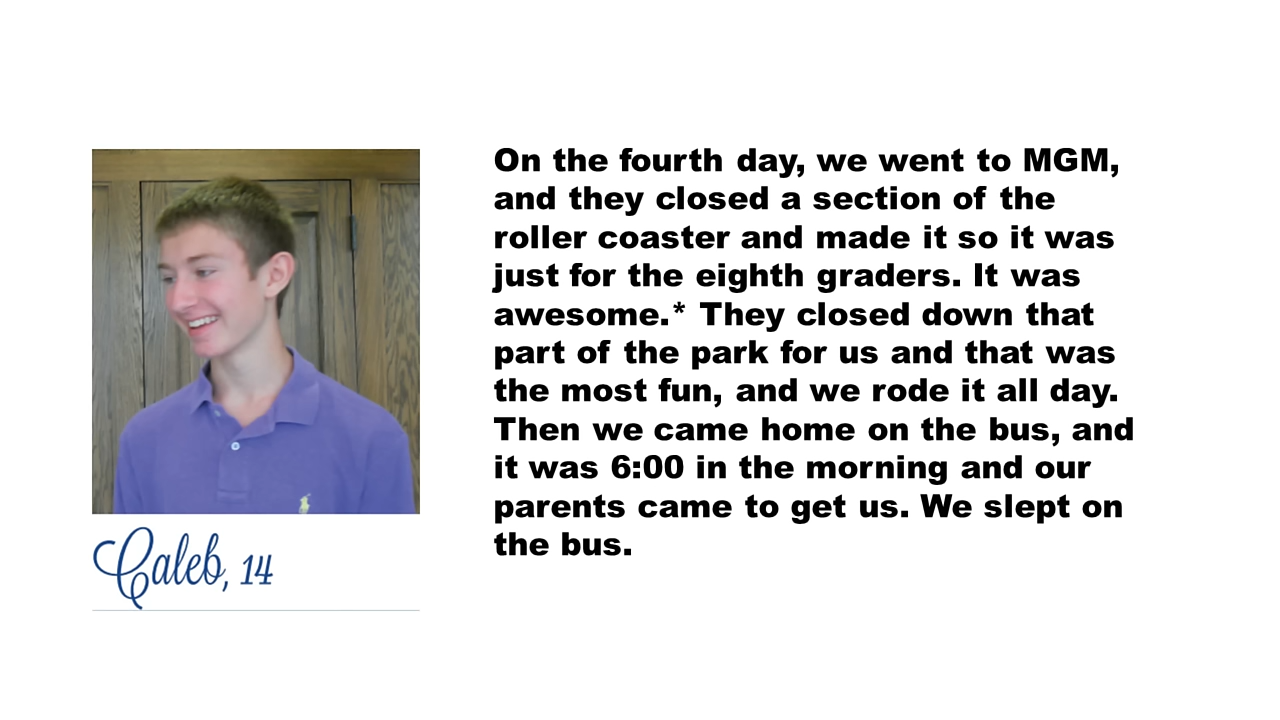 On the fourth day, we went to MGM,
and they closed a section of the
roller coaster and made it so it was
just for the eighth graders. It was
awesome.* They closed down that
part of the park for us and that was
the most fun, and we rode it all day.
Then we came home on the bus, and
it was 6:00 in the morning and our
parents came to get us. We slept on
the bus.
Caleb, 14